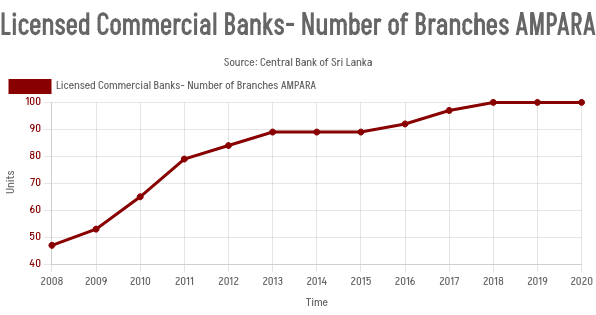 Licensed Commercial Banks- Number of Branches AMPARA
Source: Central Bank of Sri Lanka
Licensed Commercial Banks- Number of Branches AMPARA
100
90
80
70
60
50
40
Units
2008 2009 2010 2011 2012 2013 2014 2015 2016 2017 2018 2019 2020
Time